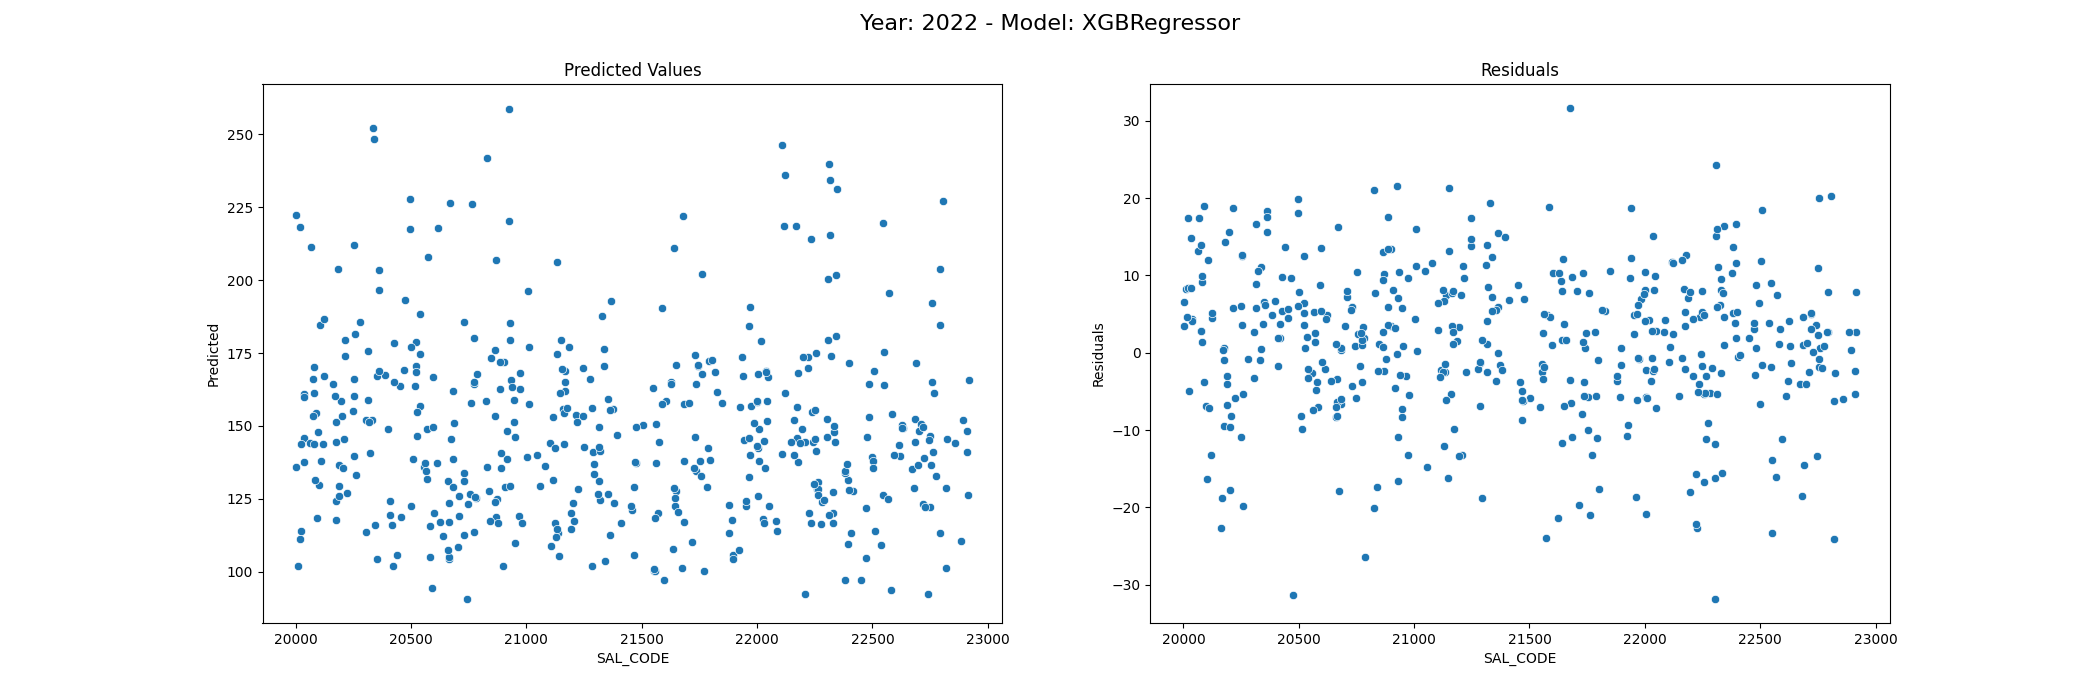 Year: 2022 - Model: XGBRegressor
Predicted Values
Predicted
250
225
200
175
150
125
100
20000 20500 21000 21500 22000 22500 23000
SAL_CODE
Residuals
Residuals
30
20
10
0
−10
−20
−30
20000 20500 21000 21500 22000 22500 23000
SAL_CODE